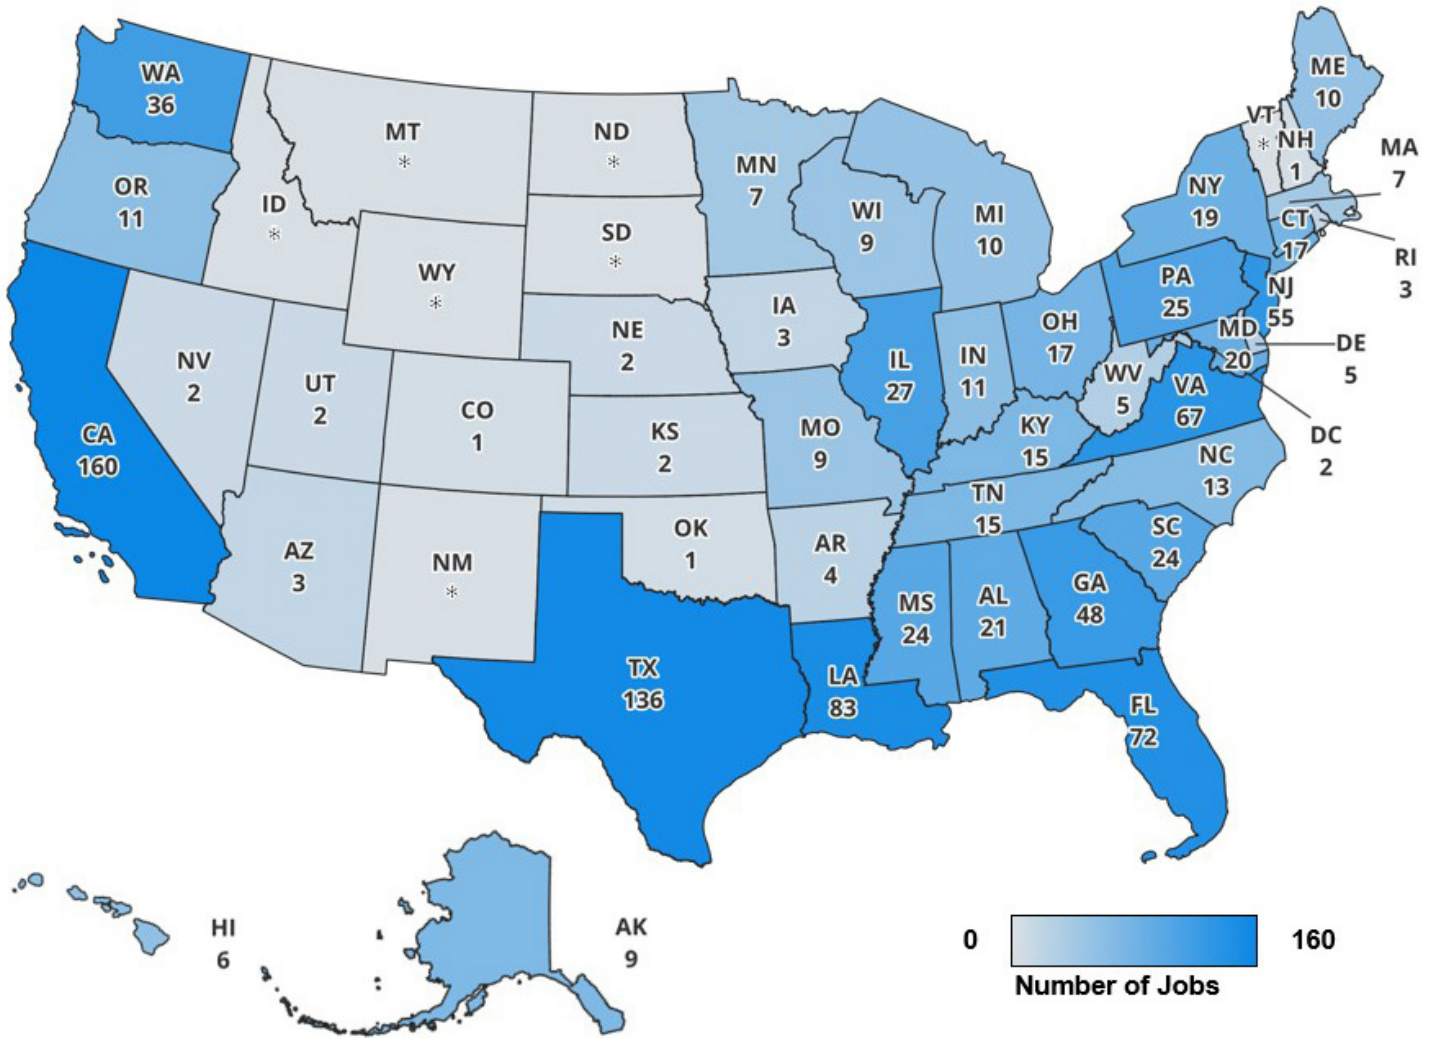 WA
36
MT
*
ND
*
ME
10
VT
*
NH
1
MA
7
MN
7
OR
11
ID
*
NY
19
WI
9
MI
10
SD
*
CT
17
RI
3
WY
*
PA
25
NJ
55
IA
3
NE
2
OH
17
MD
20
DE
5
NV
2
UT
2
IL
27
IN
11
WV
5
VA
67
CO
1
CA
160
KS
2
MO
9
KY
15
DC
2
NC
13
TN
15
OK
1
AR
4
SC
24
AZ
3
NM
*
MS
24
AL
21
GA
48
TX
136
LA
83
FL
72
HI
6
AK
9
0
160
Number of Jobs